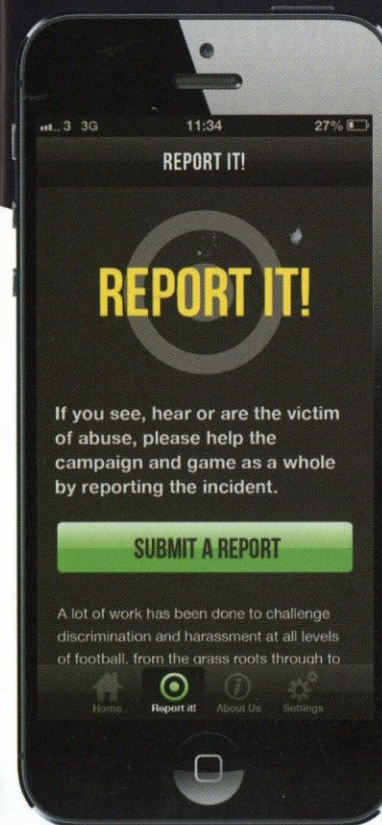 3 3G 11:34 27%
REPORT IT!
REPORT IT!
If you see, hear or are the victim
of abuse, please help the
campaign and game as a whole
by reporting the incident.
SUBMIT A REPORT
A lot of work has been done to challenge
discrimination and harassment at all levels
of football, from the grass roots through to
Home Report it! About Us Settings